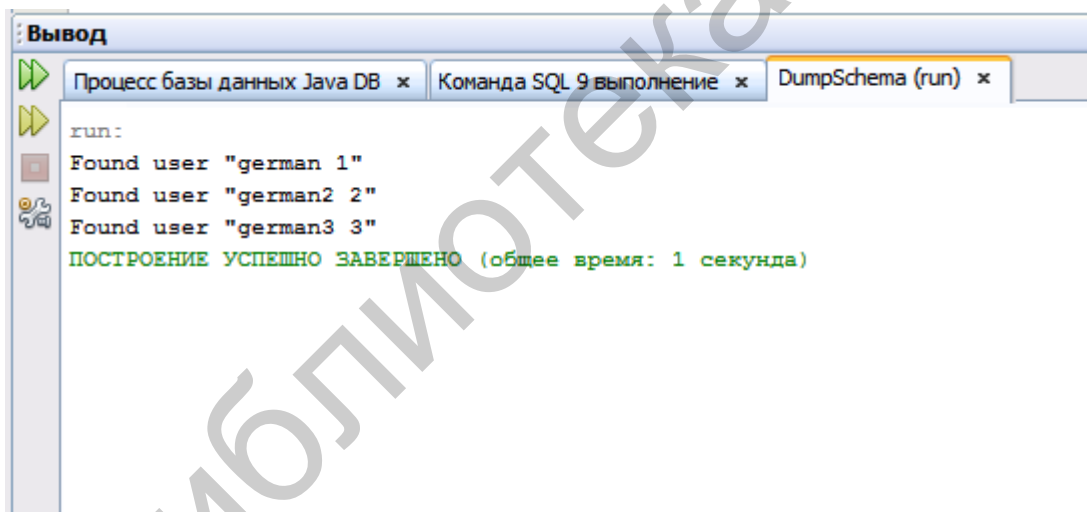 Вывод
Процесс базы данных Java DB x Команда SQL 9 выполнение x DumpSchema (run) x
run:
Found user "german 1"
Found user "german2 2"
Found user "german3 3"
ПОСТРОЕНИЕ УСПЕШНО ЗАВЕРШЕНО (общее время: 1 секунда)